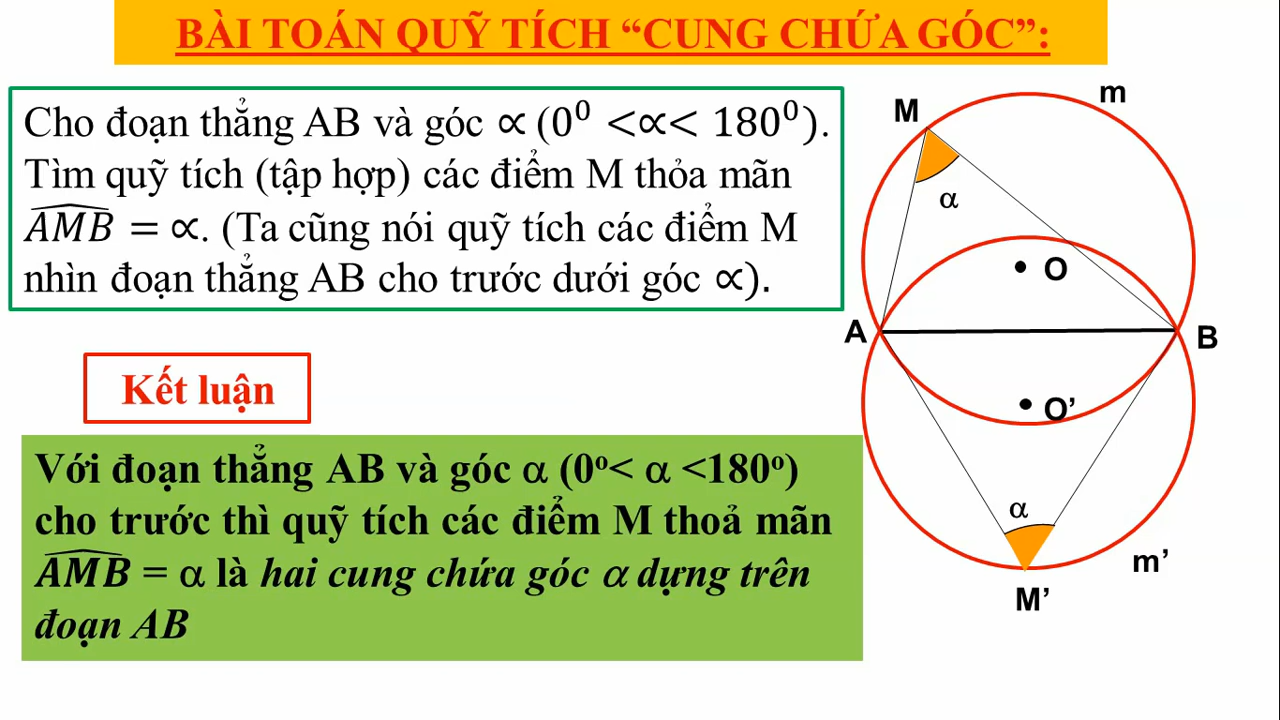 BÀI TOÁN QUỸ TÍCH “CUNG CHỨA GÓC”:
Cho đoạn thẳng AB và góc ∝ (0⁰ <∝< 180⁰).
Tìm quỹ tích (tập hợp) các điểm M thỏa mãn
AMB = ∝. (Ta cũng nói quỹ tích các điểm M
nhìn đoạn thẳng AB cho trước dưới góc ∝).
Kết luận
Với đoạn thẳng AB và góc α (0ᵒ< α <180ᵒ)
cho trước thì quỹ tích các điểm M thoả mãn
AMB = α là hai cung chứa góc α dựng trên
đoạn AB
m
M
α
O
A
B
O’
α
m’
M’